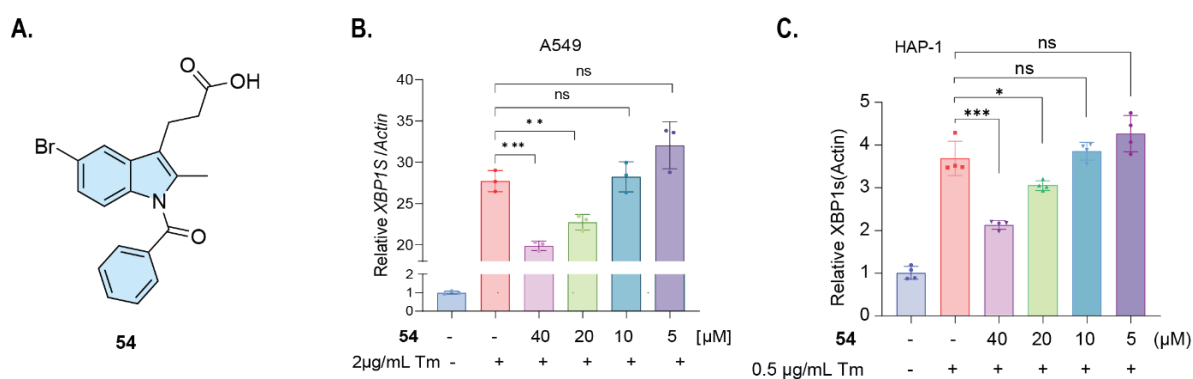 A.
O
OH
Br
N
O
54
B.
A549
ns
ns
**
***
Relative XBP1S /Actin
40
35
30
25
20
2
1
0
54 - - 40 20 10 5 [µM]
2µg/mL Tm - + + + + +
C.
HAP-1
ns
ns
*
***
Relative XBP1s(Actin)
5
4
3
2
1
0
54 - - 40 20 10 5 (µM)
0.5 µg/mL Tm - + + + + +